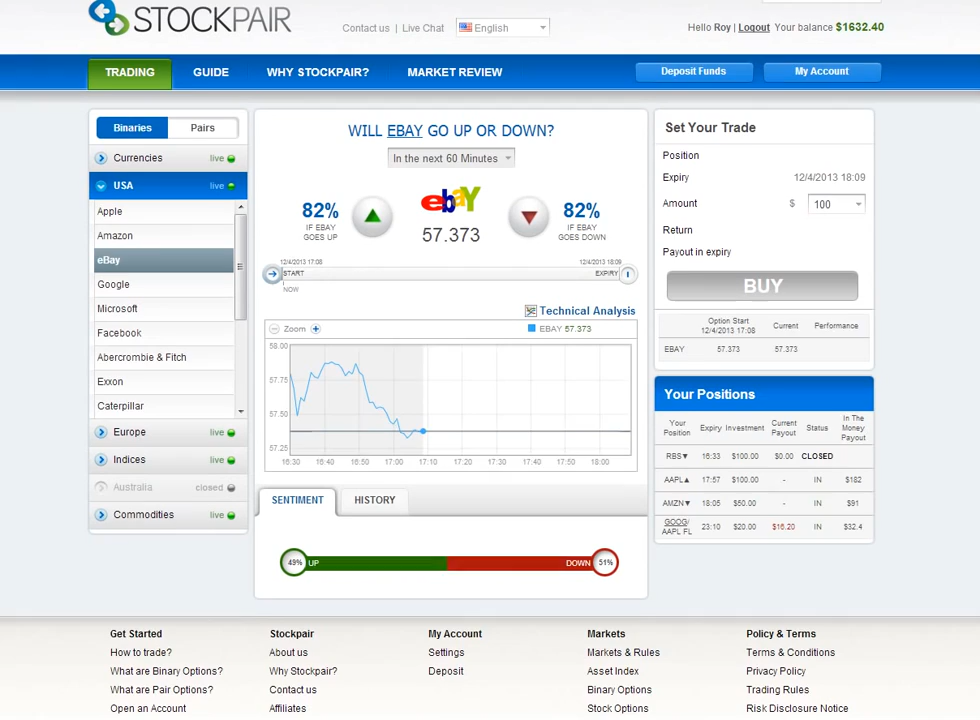 STOCKPAIR
Contact us | Live Chat
English
Hello Roy | Logout Your balance $1632.40
TRADING
GUIDE
WHY STOCKPAIR?
MARKET REVIEW
Deposit Funds
My Account
Binaries
Pairs
Currencies live
USA live
Apple
Amazon
eBay
Google
Microsoft
Facebook
Abercrombie & Fitch
Exxon
Caterpillar
Europe live
Indices live
Australia closed
Commodities live
WILL EBAY GO UP OR DOWN?
In the next 60 Minutes
82%
IF EBAY
GOES UP
ebaY
57.373
82%
IF EBAY
GOES DOWN
12/4/2013 17:08
12/4/2013 18:09
START
EXPIRY
NOW
Technical Analysis
Zoom
EBAY 57.373
58.00
57.75
57.50
57.25
16:30 16:40 16:50 17:00 17:10 17:20 17:30 17:40 17:50 18:00
SENTIMENT
HISTORY
49% UP
DOWN 51%
Set Your Trade
Position
Expiry 12/4/2013 18:09
Amount $ 100
Return
Payout in expiry
BUY
Option Start
12/4/2013 17:08
Current
Performance
EBAY 57.373 57.373
Your Positions
Your
Position
Expiry
Investment
Current
Payout
Status
In The
Money
Payout
RBS▼ 16:33 $100.00 $0.00 CLOSED
AAPL▲ 17:57 $100.00 - IN $182
AMZN▼ 18:05 $50.00 - IN $91
GOOG/
AAPL FL 23:10 $20.00 $16.20 IN $32.4
Get Started
How to trade?
What are Binary Options?
What are Pair Options?
Open an Account
Stockpair
About us
Why Stockpair?
Contact us
Affiliates
My Account
Settings
Deposit
Markets
Markets & Rules
Asset Index
Binary Options
Stock Options
Policy & Terms
Terms & Conditions
Privacy Policy
Trading Rules
Risk Disclosure Notice